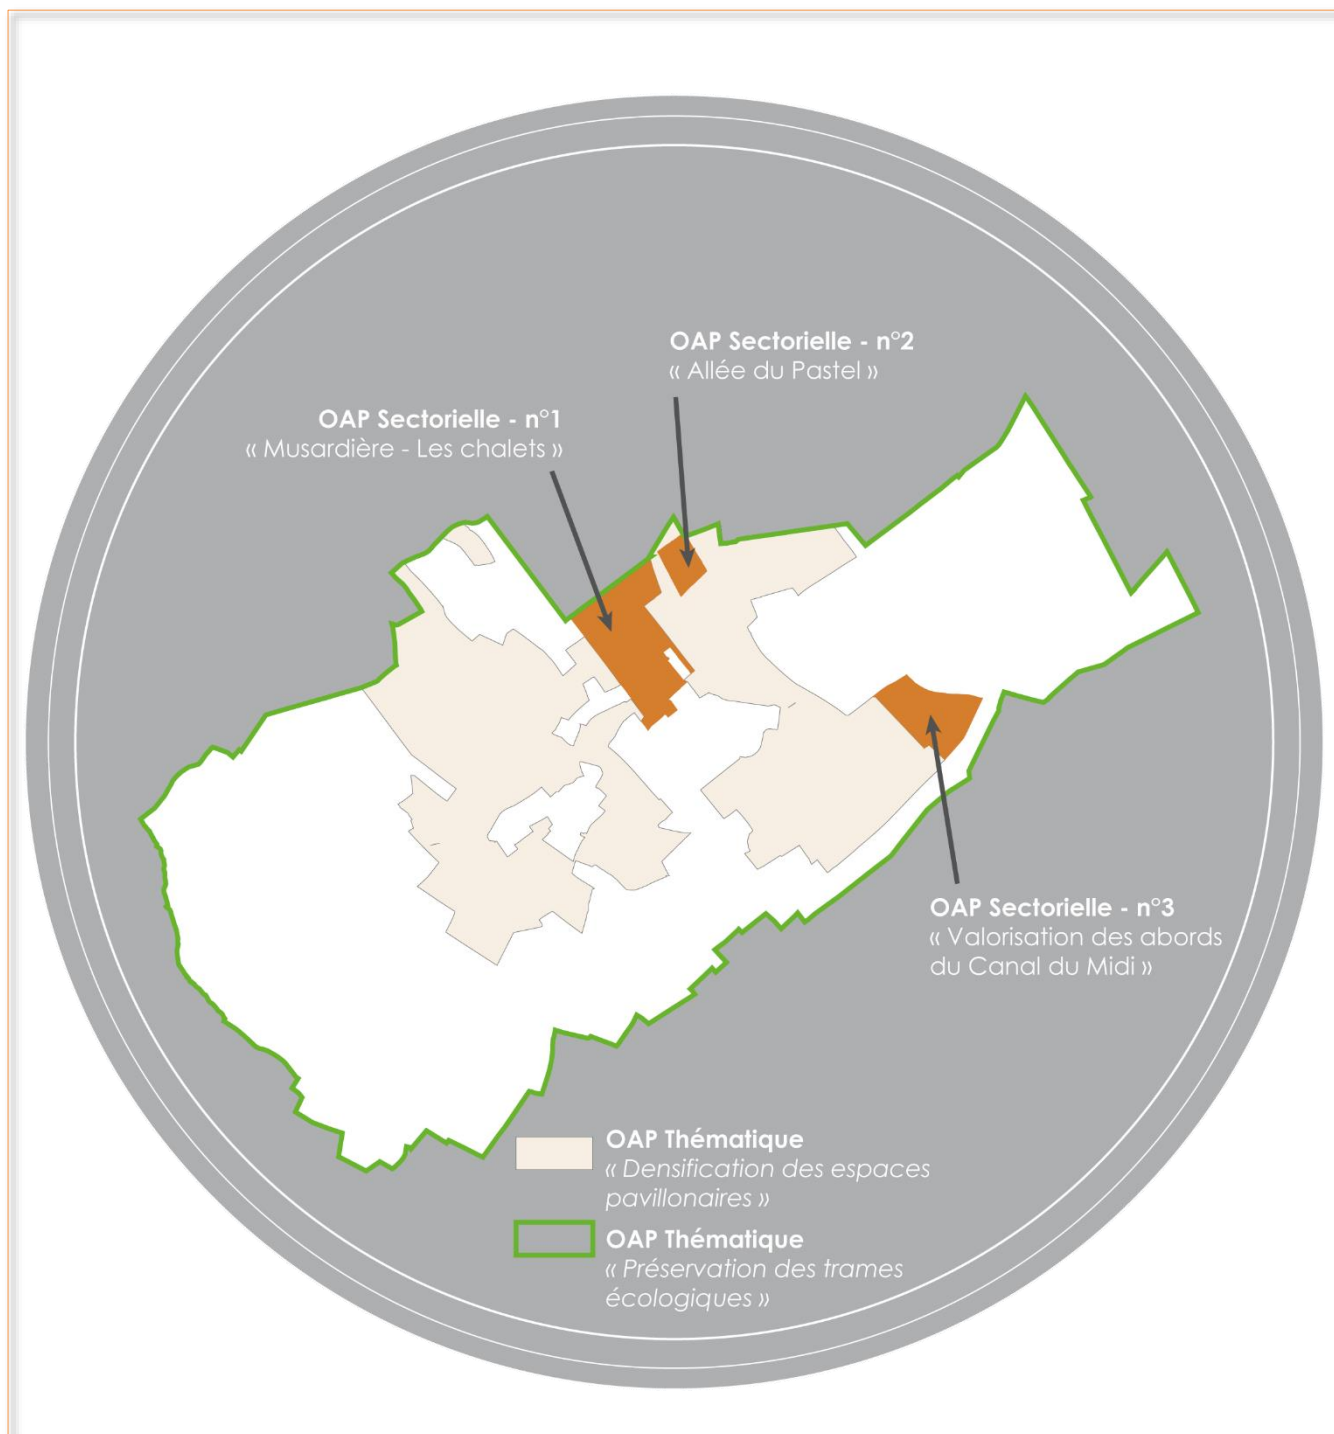 OAP Sectorielle - n°2
« Allée du Pastel »
OAP Sectorielle - n°1
« Musardière - Les chalets »
OAP Sectorielle - n°3
« Valorisation des abords
du Canal du Midi »
OAP Thématique
« Densification des espaces
pavillonaires »
OAP Thématique
« Préservation des trames
écologiques »